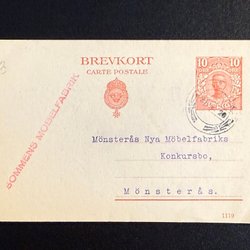 BREVKORT
CARTE POSTALE
10 10
SOMMENS MÖBELFABRIK
Mönsterås Nya Möbelfabriks
Konkursbo,
Mönsterås.
1119